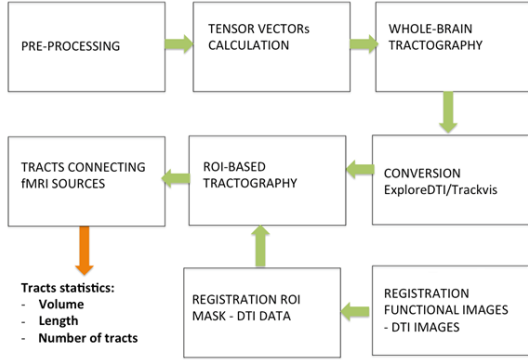 PRE-PROCESSING
TENSOR VECTORs
CALCULATION
WHOLE-BRAIN
TRACTOGRAPHY
TRACTS CONNECTING
fMRI SOURCES
ROI-BASED
TRACTOGRAPHY
CONVERSION
ExploreDTI/Trackvis
Tracts statistics:
- Volume
- Length
- Number of tracts
REGISTRATION ROI
MASK - DTI DATA
REGISTRATION
FUNCTIONAL IMAGES
- DTI IMAGES